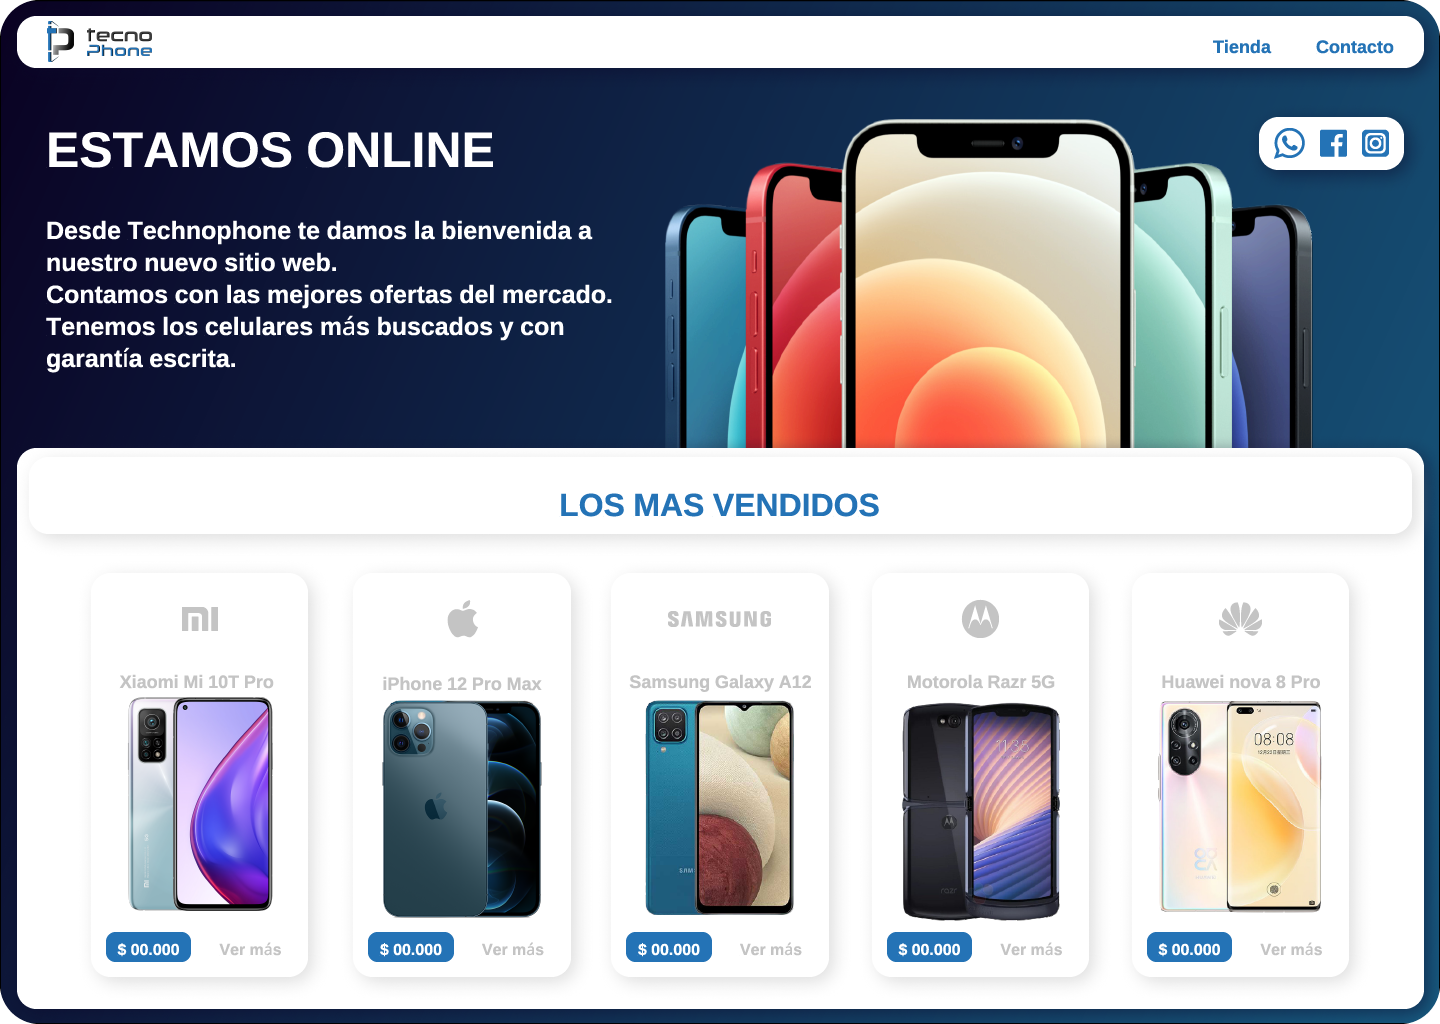 tecno
Phone
Tienda
Contacto
ESTAMOS ONLINE
Desde Technophone te damos la bienvenida a
nuestro nuevo sitio web.
Contamos con las mejores ofertas del mercado.
Tenemos los celulares más buscados y con
garantía escrita.
LOS MAS VENDIDOS
mi
Xiaomi Mi 10T Pro
$ 00.000
Ver más
iPhone 12 Pro Max
$ 00.000
Ver más
SAMSUNG
Samsung Galaxy A12
SAM
$ 00.000
Ver más
Motorola Razr 5G
11:35
razr
$ 00.000
Ver más
Huawei nova 8 Pro
08:08
$ 00.000
Ver más